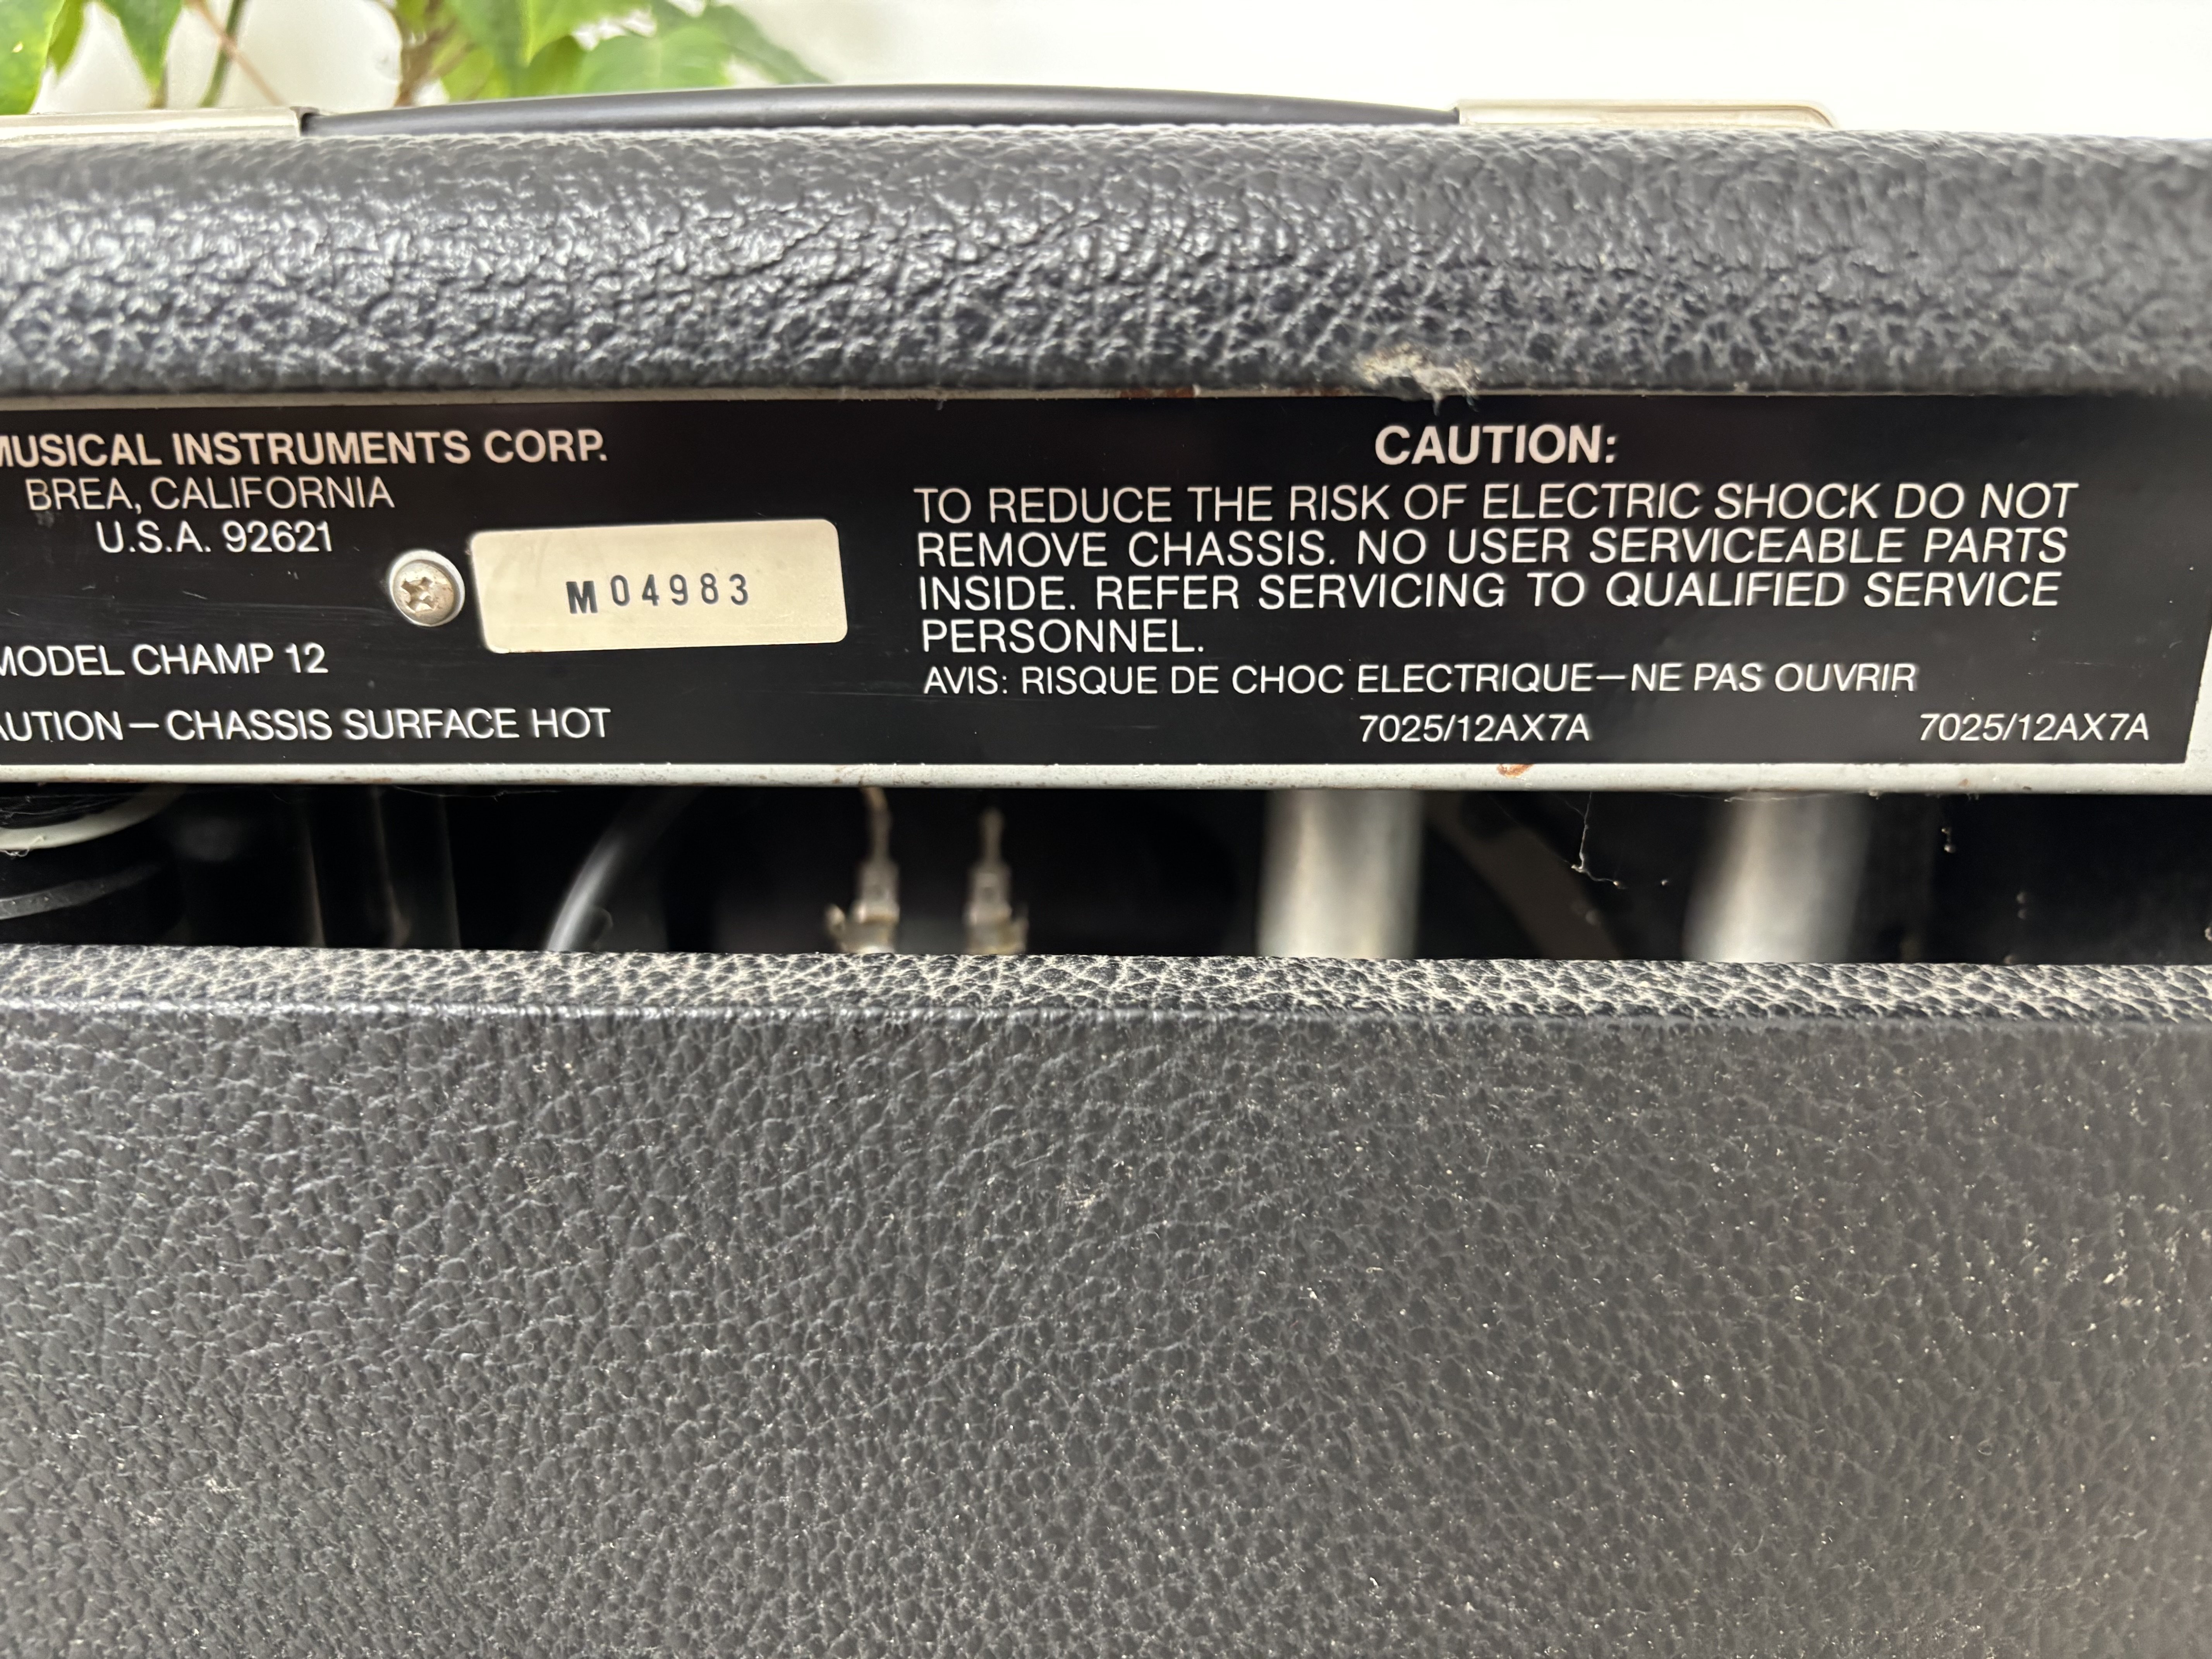 MUSICAL INSTRUMENTS CORP.
BREA, CALIFORNIA
U.S.A. 92621
M 04983
MODEL CHAMP 12
CAUTION—CHASSIS SURFACE HOT
CAUTION:
TO REDUCE THE RISK OF ELECTRIC SHOCK DO NOT
REMOVE CHASSIS. NO USER SERVICEABLE PARTS
INSIDE. REFER SERVICING TO QUALIFIED SERVICE
PERSONNEL.
AVIS: RISQUE DE CHOC ELECTRIQUE—NE PAS OUVRIR
7025/12AX7A 7025/12AX7A